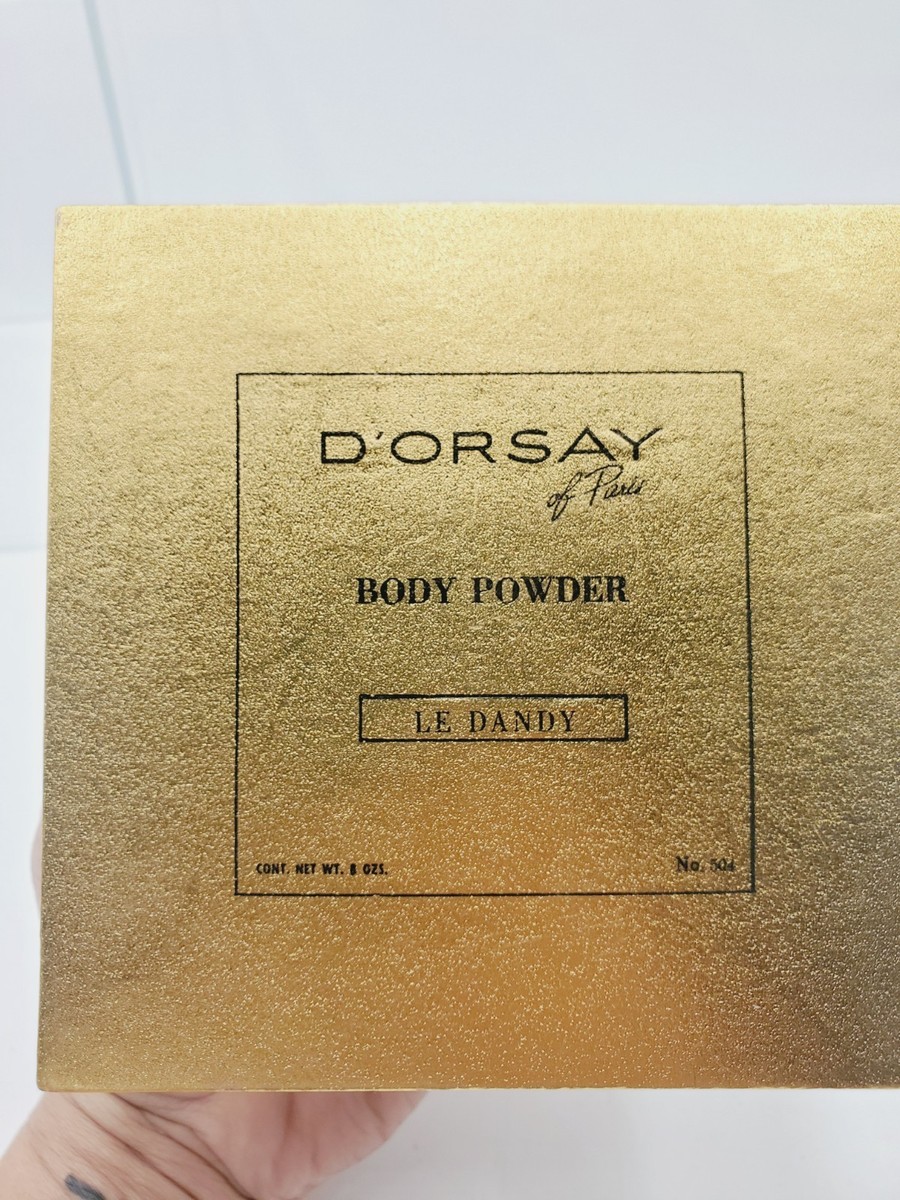 D'ORSAY
of Paris
BODY POWDER
LE DANDY
CONT. NET WT. 8 OZS.
No. 504